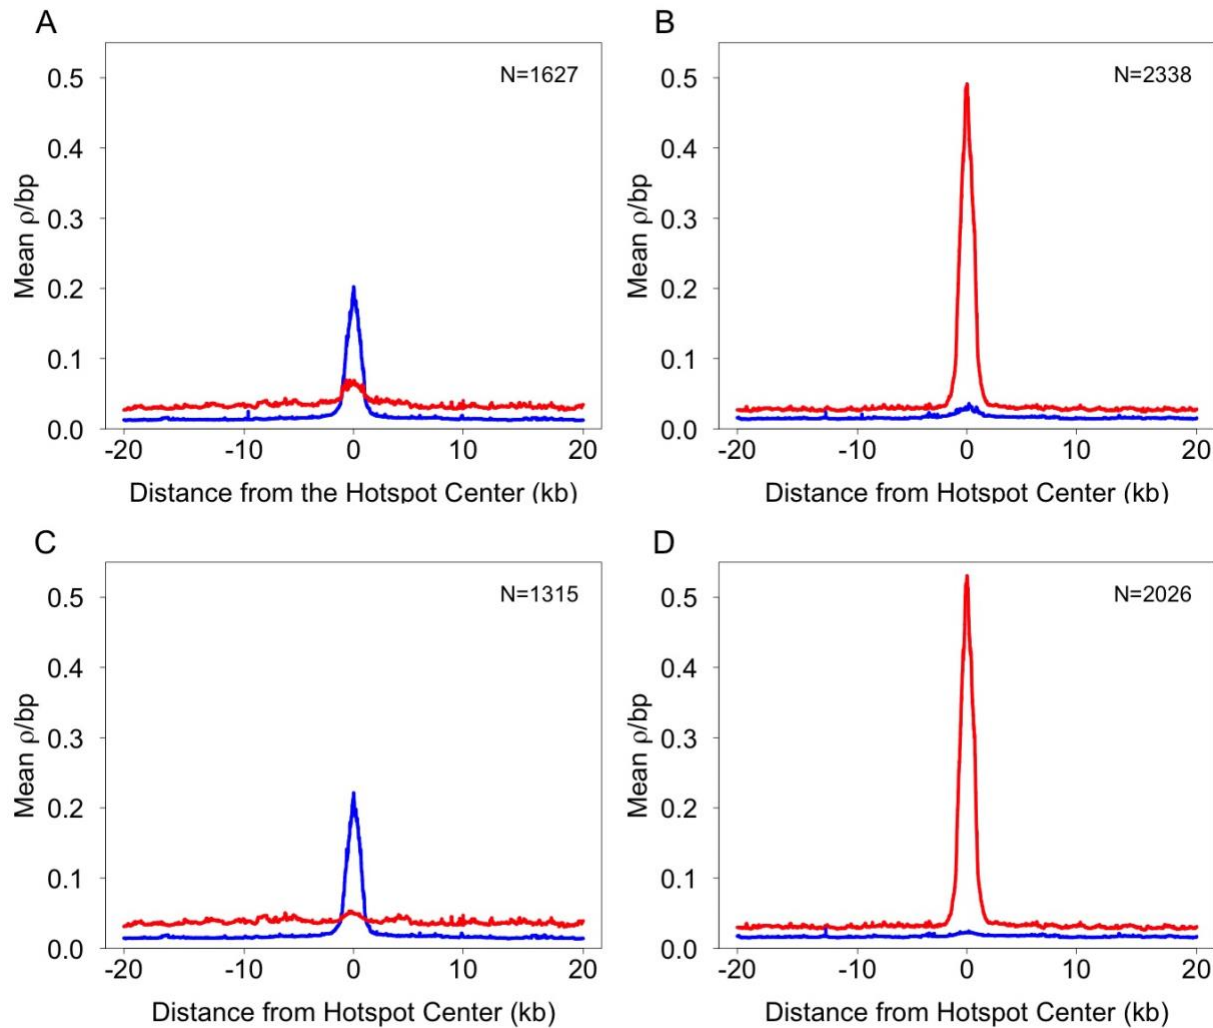 A
N=1627
0.5
0.4
0.3
0.2
0.1
0.0
Mean ρ/bp
-20 -10 0 10 20
Distance from the Hotspot Center (kb)
B
N=2338
0.5
0.4
0.3
0.2
0.1
0.0
Mean ρ/bp
-20 -10 0 10 20
Distance from Hotspot Center (kb)
C
N=1315
0.5
0.4
0.3
0.2
0.1
0.0
Mean ρ/bp
-20 -10 0 10 20
Distance from Hotspot Center (kb)
D
N=2026
0.5
0.4
0.3
0.2
0.1
0.0
Mean ρ/bp
-20 -10 0 10 20
Distance from Hotspot Center (kb)